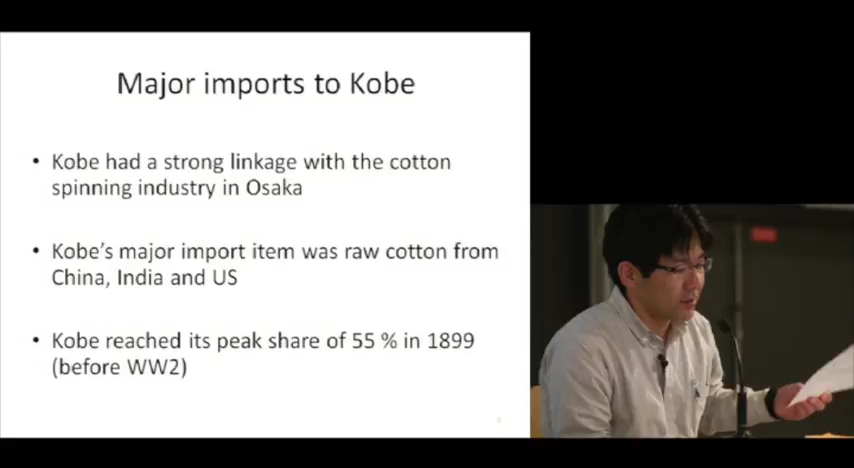 Major imports to Kobe
• Kobe had a strong linkage with the cotton
spinning industry in Osaka
• Kobe's major import item was raw cotton from
China, India and US
• Kobe reached its peak share of 55 % in 1899
(before WW2)